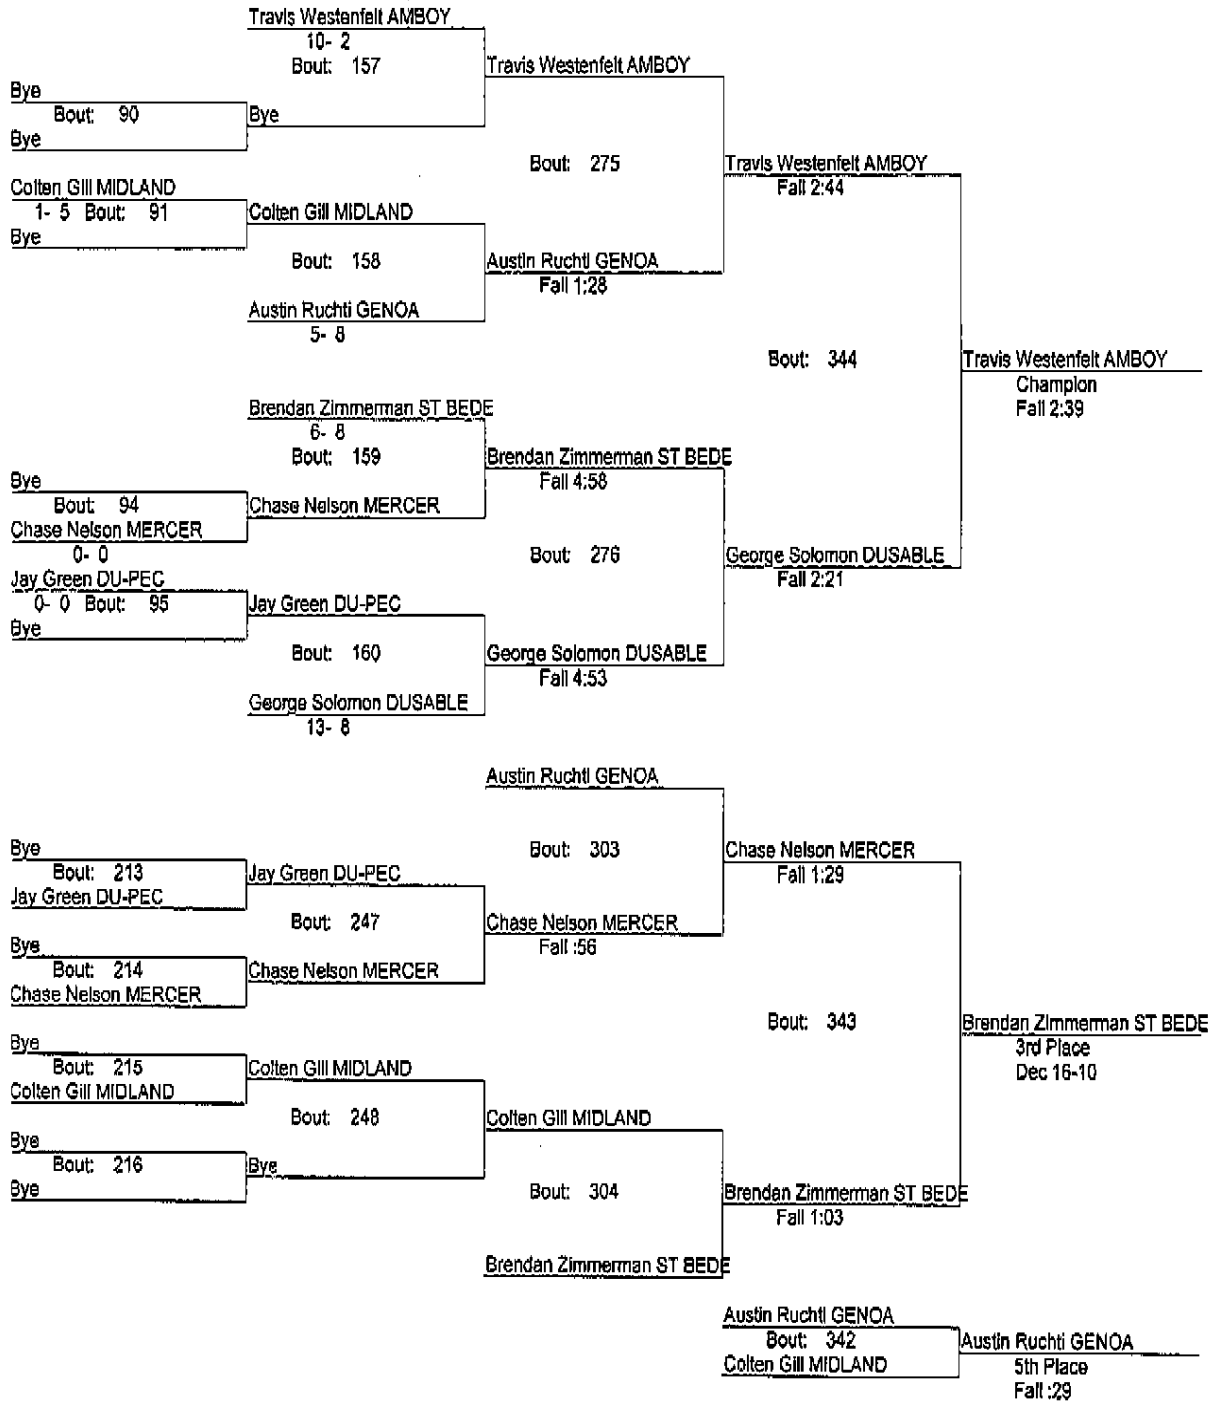 Travis Westenfelt AMBOY
10- 2
Bout: 157
Travis Westenfelt AMBOY
Bye
Bout: 90
Bye
Bye
Bout: 275
Travis Westenfelt AMBOY
Fall 2:44
Colten Gill MIDLAND
1- 5 Bout: 91
Colten Gill MIDLAND
Bye
Bout: 158
Austin Ruchti GENOA
Fall 1:28
Austin Ruchti GENOA
5- 8
Bout: 344
Travis Westenfelt AMBOY
Champion
Fall 2:39
Brendan Zimmerman ST BEDE
6- 8
Bout: 159
Brendan Zimmerman ST BEDE
Fall 4:58
Bye
Bout: 94
Chase Nelson MERCER
Chase Nelson MERCER
0- 0
Bout: 276
George Solomon DUSABLE
Fall 2:21
Jay Green DU-PEC
0- 0 Bout: 95
Jay Green DU-PEC
Bye
Bout: 160
George Solomon DUSABLE
Fall 4:53
George Solomon DUSABLE
13- 8
Austin Ruchti GENOA
Bye
Bout: 213
Jay Green DU-PEC
Jay Green DU-PEC
Bout: 303
Chase Nelson MERCER
Fall 1:29
Bout: 247
Chase Nelson MERCER
Fall :56
Bye
Bout: 214
Chase Nelson MERCER
Chase Nelson MERCER
Bout: 343
Brendan Zimmerman ST BEDE
3rd Place
Dec 16-10
Bye
Bout: 215
Colten Gill MIDLAND
Colten Gill MIDLAND
Bout: 248
Colten Gill MIDLAND
Bye
Bout: 216
Bye
Bye
Bout: 304
Brendan Zimmerman ST BEDE
Fall 1:03
Brendan Zimmerman ST BEDE
Austin Ruchti GENOA
Bout: 342
Austin Ruchti GENOA
Colten Gill MIDLAND
5th Place
Fall :29